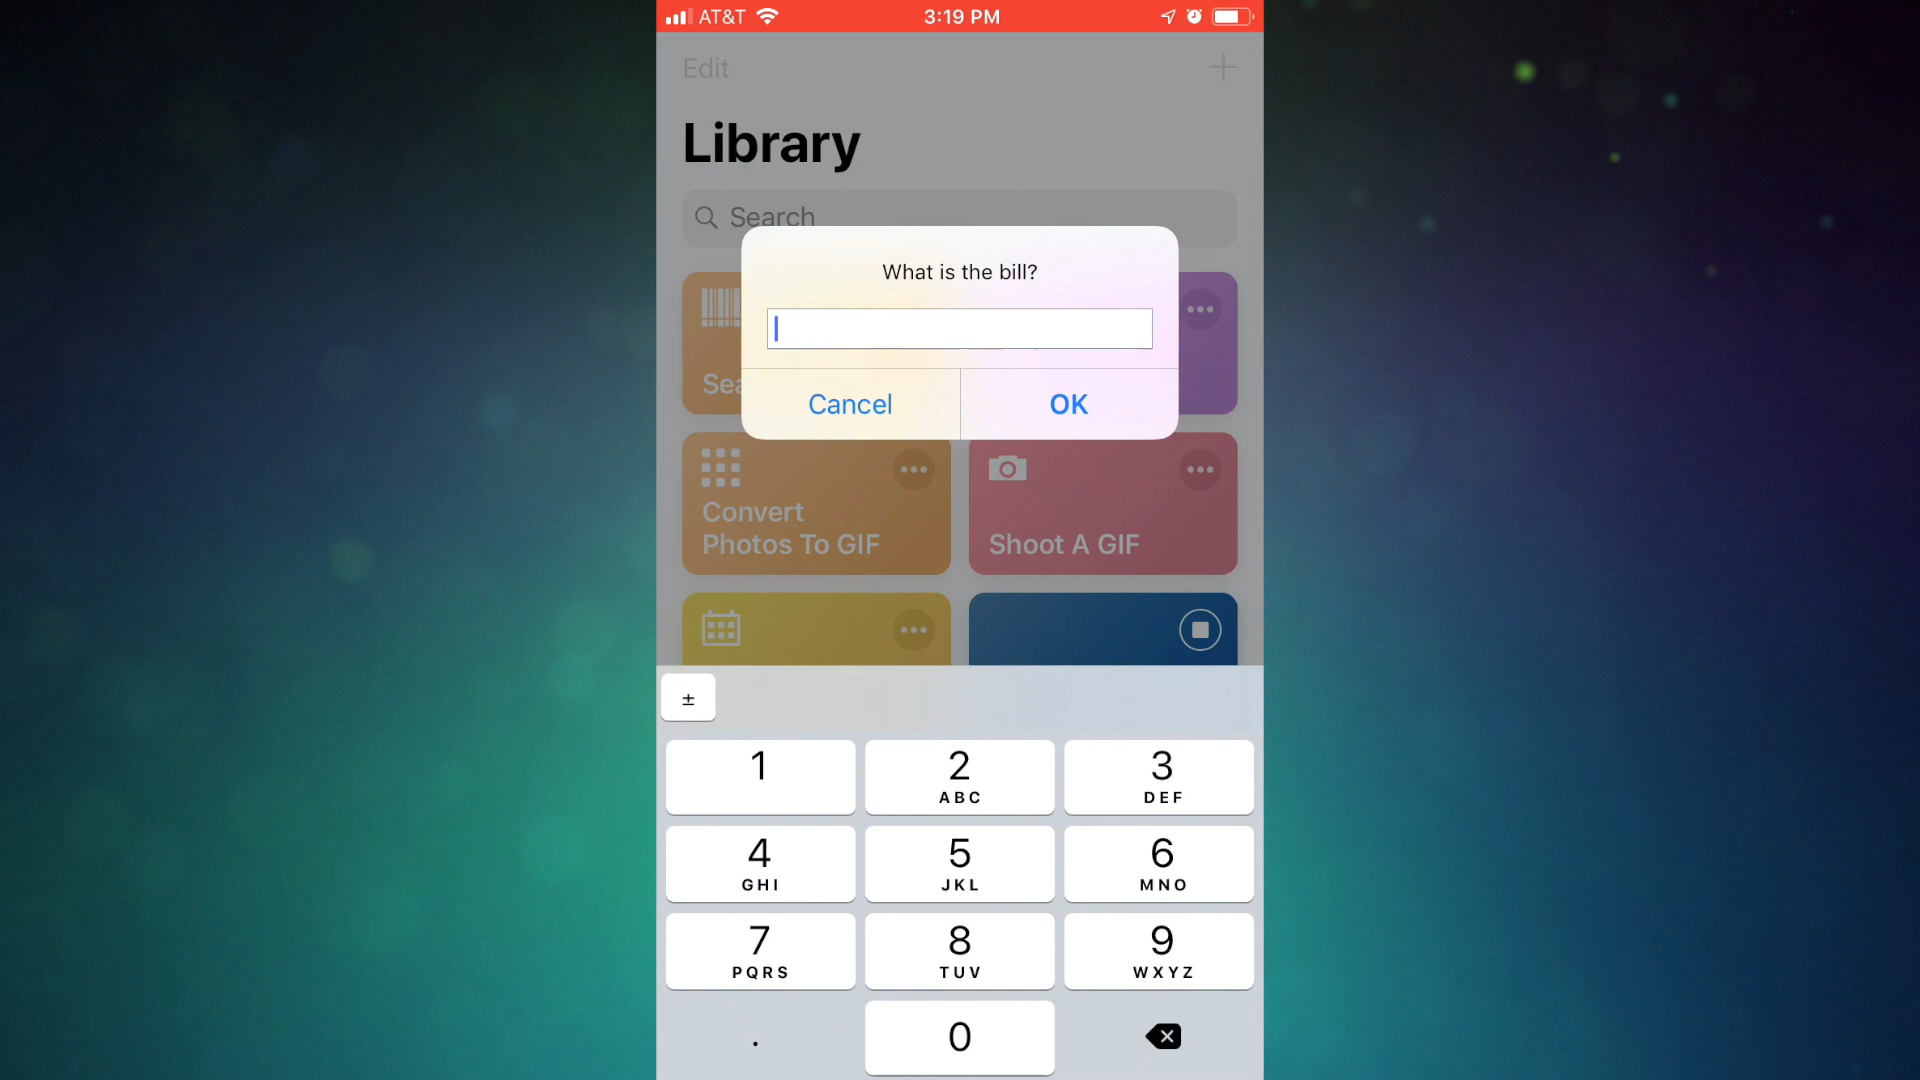 AT&T 3:19 PM
Edit
Library
Search
What is the bill?
Sea
Cancel OK
Convert
Photos To GIF
Shoot A GIF
±
1 2 3
ABC DEF
4 5 6
GHI JKL MNO
7 8 9
PQRS TUV WXYZ
. 0